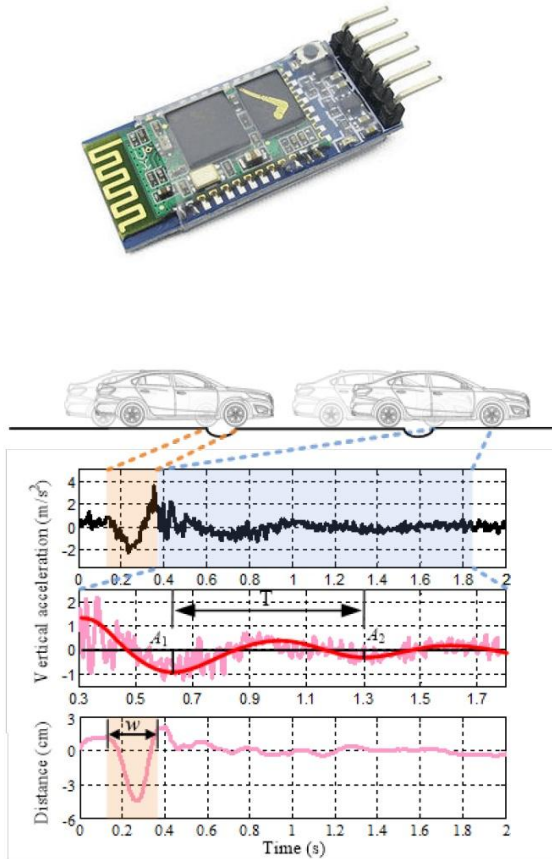 Vertical acceleration (m/s²)
4
2
0
-2
0 0.2 0.4 0.6 0.8 1 1.2 1.4 1.6 1.8 2
T
2
A₁
A₂
1
0
-1
0.3 0.5 0.7 0.9 1.1 1.3 1.5 1.7
Distance (cm)
3
w
0
-3
-6
0 0.2 0.4 0.6 0.8 1 1.2 1.4 1.6 1.8 2
Time (s)